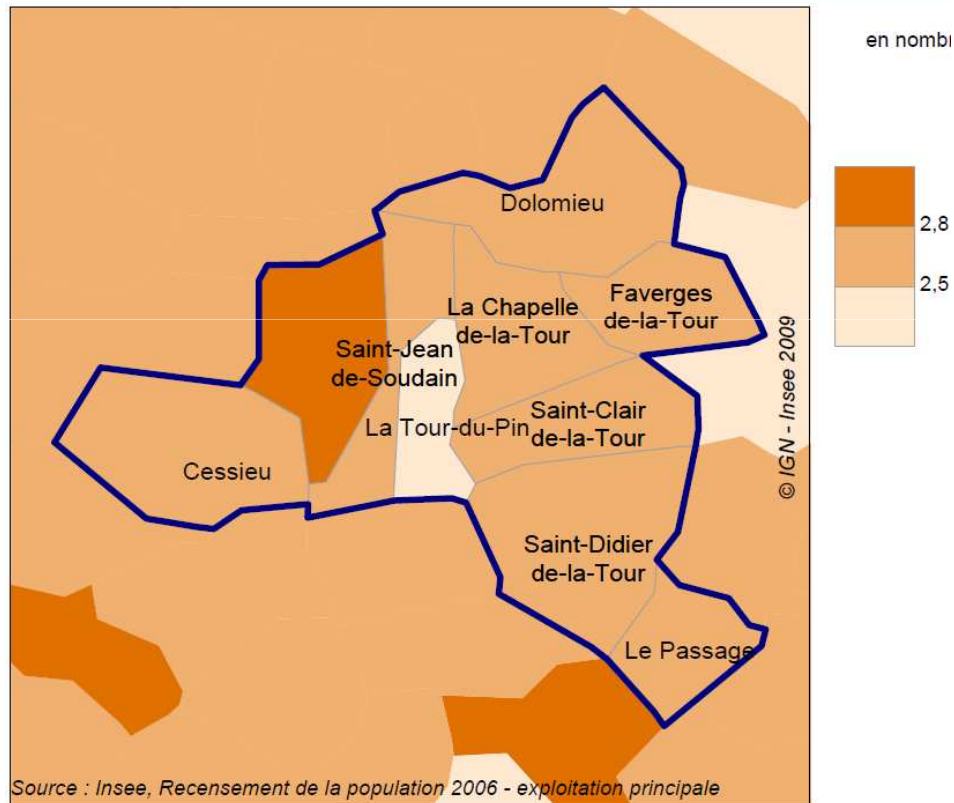 en nomb
2,8
2,5
Dolomieu
La Chapelle
de-la-Tour
Faverges
de-la-Tour
Saint-Jean
de-Soudain
La Tour-du-Pin
Saint-Clair
de-la-Tour
Cessieu
Saint-Didier
de-la-Tour
Le Passage
© IGN - Insee 2009
Source : Insee, Recensement de la population 2006 - exploitation principale